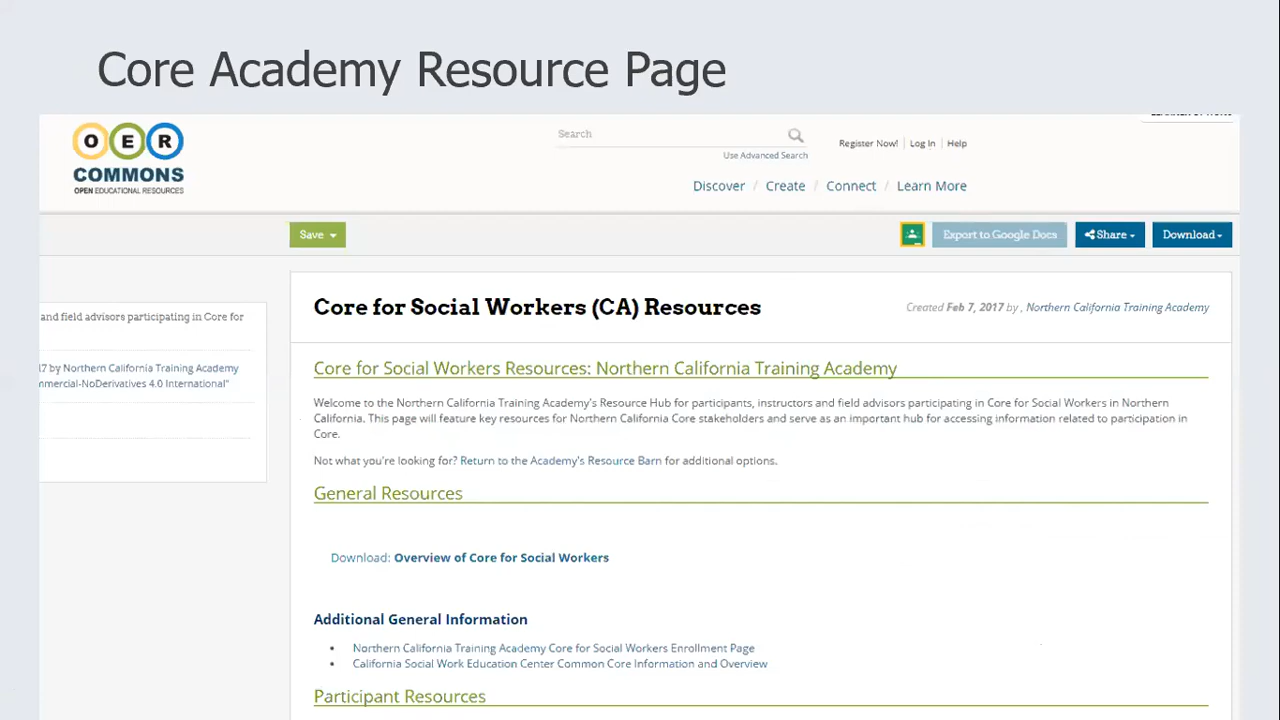 Core Academy Resource Page
OER
COMMONS
OPEN EDUCATIONAL RESOURCES
Search
Use Advanced Search
Register Now! | Log In | Help
Discover / Create / Connect / Learn More
Save
Export to Google Docs
Share
Download
and field advisors participating in Core for
17 by Northern California Training Academy
mmercial-NoDerivatives 4.0 International"
Core for Social Workers (CA) Resources
Created Feb 7, 2017 by , Northern California Training Academy
Core for Social Workers Resources: Northern California Training Academy
Welcome to the Northern California Training Academy's Resource Hub for participants, instructors and field advisors participating in Core for Social Workers in Northern
California. This page will feature key resources for Northern California Core stakeholders and serve as an important hub for accessing information related to participation in
Core.
Not what you're looking for? Return to the Academy's Resource Barn for additional options.
General Resources
Download: Overview of Core for Social Workers
Additional General Information
• Northern California Training Academy Core for Social Workers Enrollment Page
• California Social Work Education Center Common Core Information and Overview
Participant Resources